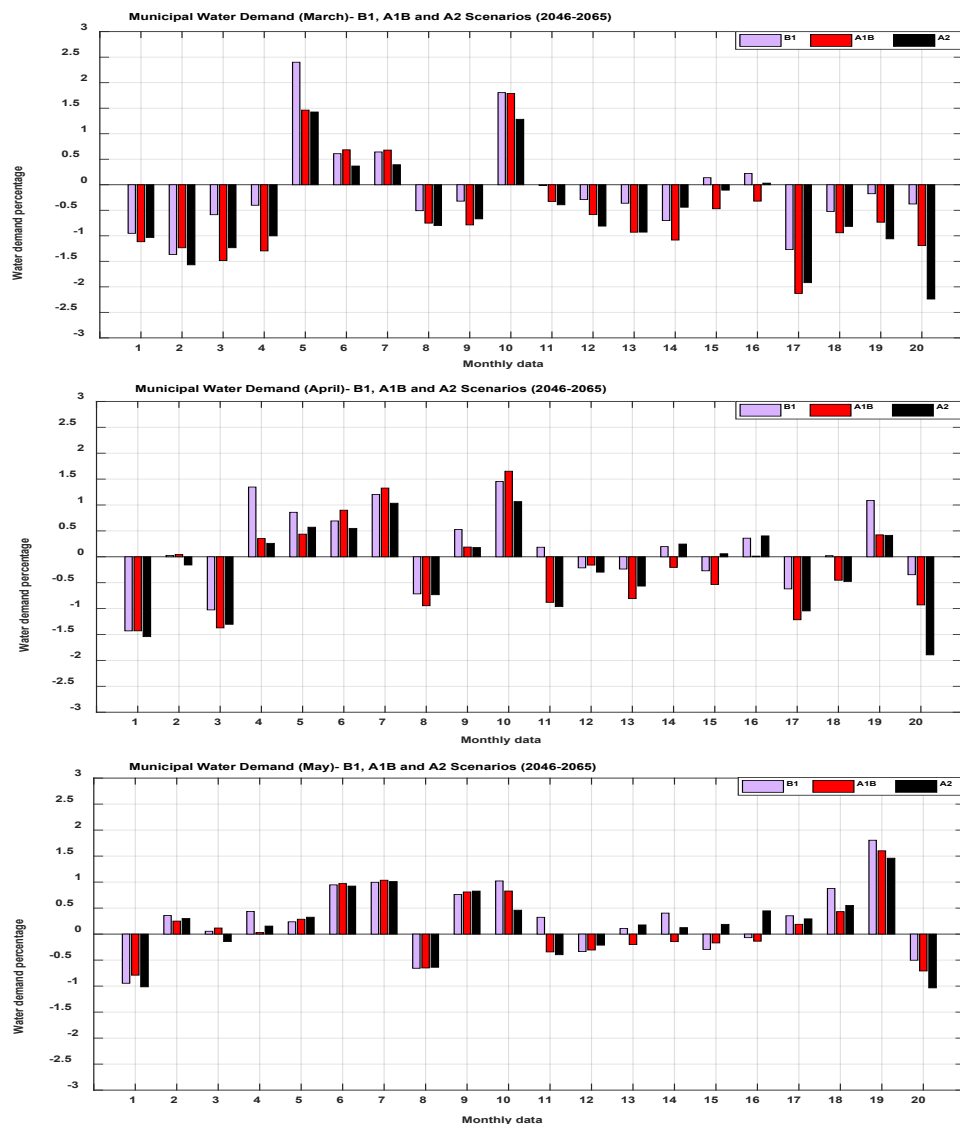 Municipal Water Demand (March)- B1, A1B and A2 Scenarios (2046-2065)
B1 A1B A2
3
2.5
2
1.5
1
0.5
0
-0.5
-1
-1.5
-2
-2.5
-3
Water demand percentage
1 2 3 4 5 6 7 8 9 10 11 12 13 14 15 16 17 18 19 20
Monthly data
Municipal Water Demand (April)- B1, A1B and A2 Scenarios (2046-2065)
B1 A1B A2
3
2.5
2
1.5
1
0.5
0
-0.5
-1
-1.5
-2
-2.5
-3
Water demand percentage
1 2 3 4 5 6 7 8 9 10 11 12 13 14 15 16 17 18 19 20
Monthly data
Municipal Water Demand (May)- B1, A1B and A2 Scenarios (2046-2065)
B1 A1B A2
3
2.5
2
1.5
1
0.5
0
-0.5
-1
-1.5
-2
-2.5
-3
Water demand percentage
1 2 3 4 5 6 7 8 9 10 11 12 13 14 15 16 17 18 19 20
Monthly data